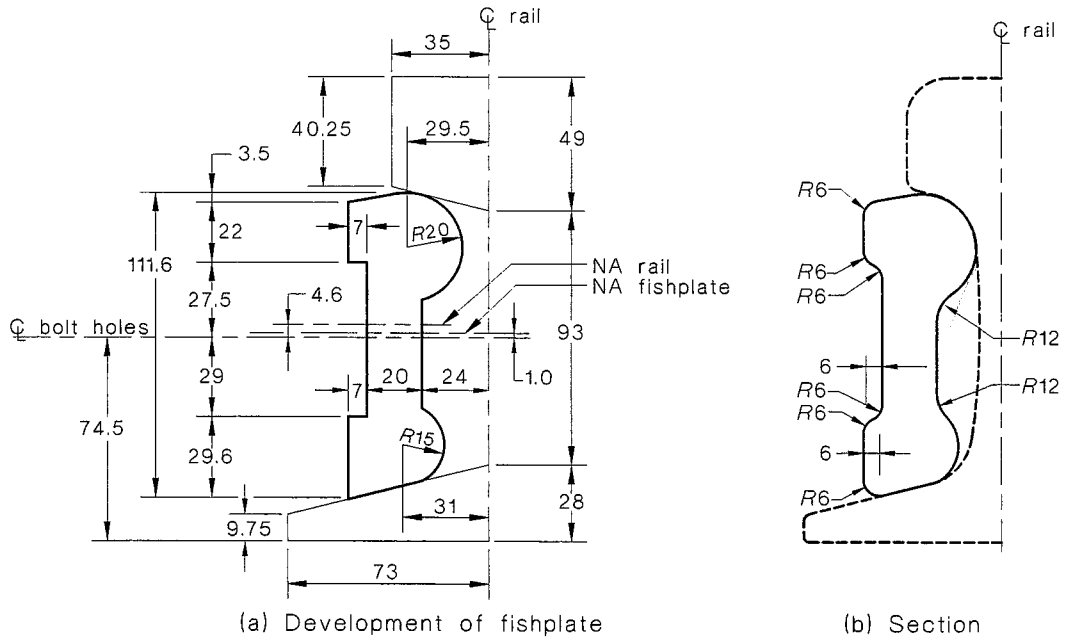 ℄ rail
35
40.25
29.5
49
3.5
7
R20
22
111.6
27.5
4.6
NA rail
NA fishplate
℄ bolt holes
93
29
7
20
24
1.0
74.5
29.6
R15
31
28
9.75
73
(a) Development of fishplate
℄ rail
R6
R6
R6
R12
6
R6
R12
R6
6
R6
(b) Section